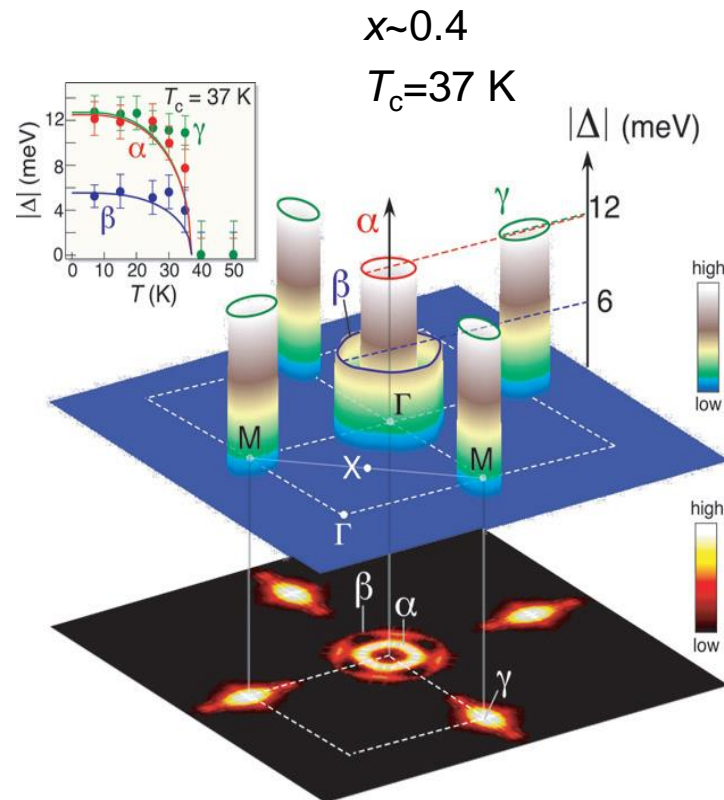 x~0.4
Tc=37 K
Tc = 37 K
12
8
4
0
|Δ| (meV)
γ
α
β
0 10 20 30 40 50
T (K)
|Δ| (meV)
12
6
γ
α
β
high
low
Γ
M
X
M
Γ
high
low
β
α
γ